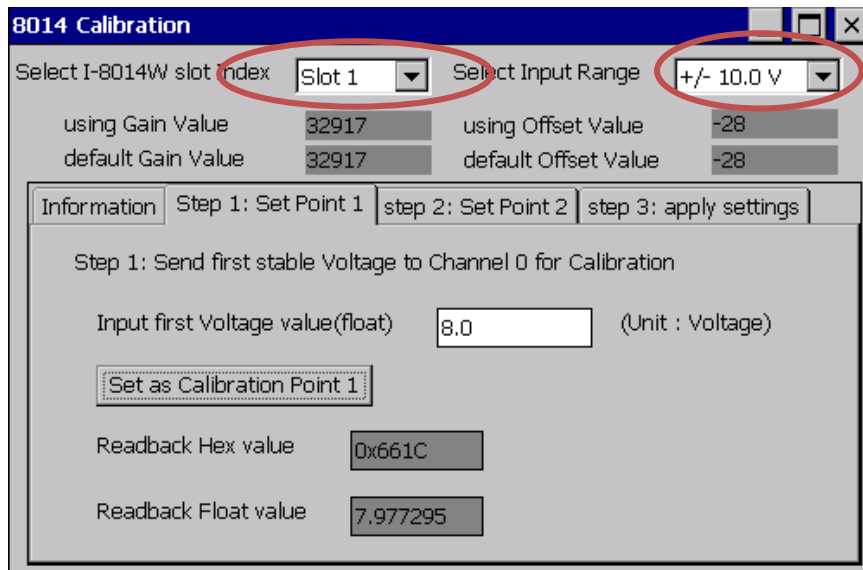 8014 Calibration
Select I-8014W slot Index Slot 1 Select Input Range +/- 10.0 V
using Gain Value 32917 using Offset Value -28
default Gain Value 32917 default Offset Value -28
Information Step 1: Set Point 1 step 2: Set Point 2 step 3: apply settings
Step 1: Send first stable Voltage to Channel 0 for Calibration
Input first Voltage value(float) 8.0 (Unit : Voltage)
Set as Calibration Point 1
Readback Hex value 0x661C
Readback Float value 7.977295